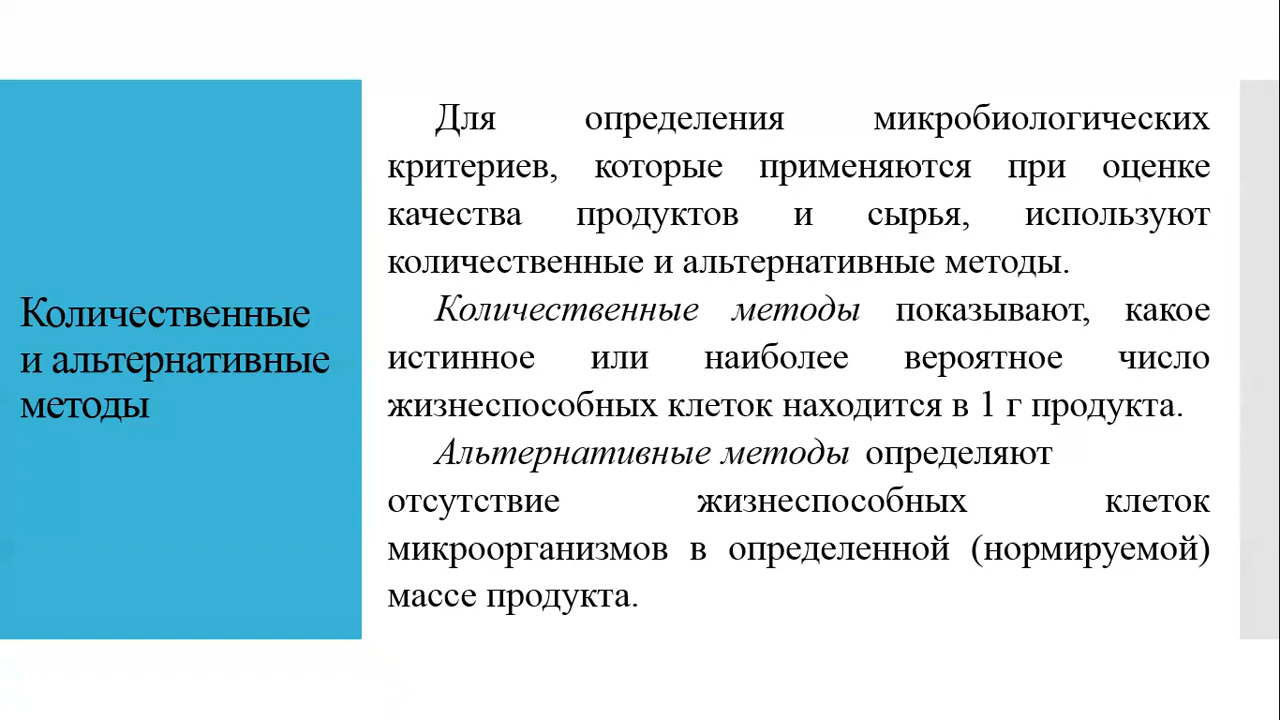 Количественные
и альтернативные
методы
Для определения микробиологических
критериев, которые применяются при оценке
качества продуктов и сырья, используют
количественные и альтернативные методы.
Количественные методы показывают, какое
истинное или наиболее вероятное число
жизнеспособных клеток находится в 1 г продукта.
Альтернативные методы определяют
отсутствие жизнеспособных клеток
микроорганизмов в определенной (нормируемой)
массе продукта.